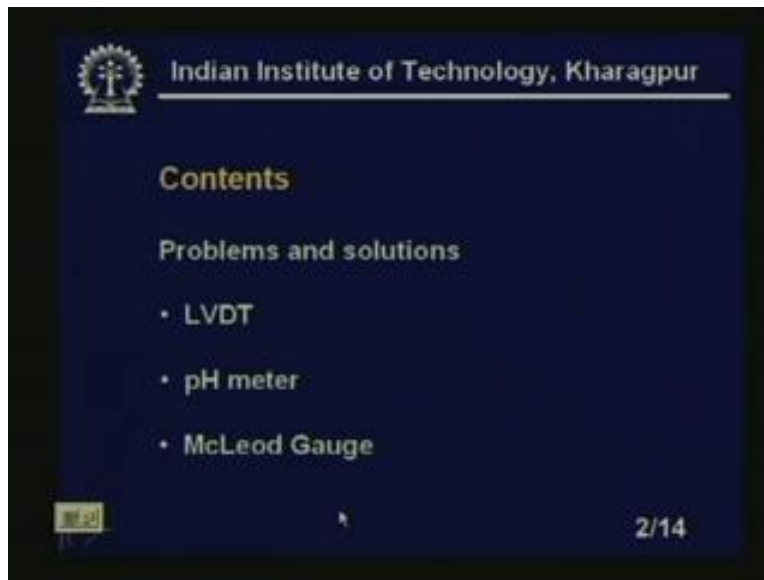 Indian Institute of Technology, Kharagpur
Contents
Problems and solutions
• LVDT
• pH meter
• McLeod Gauge
2/14